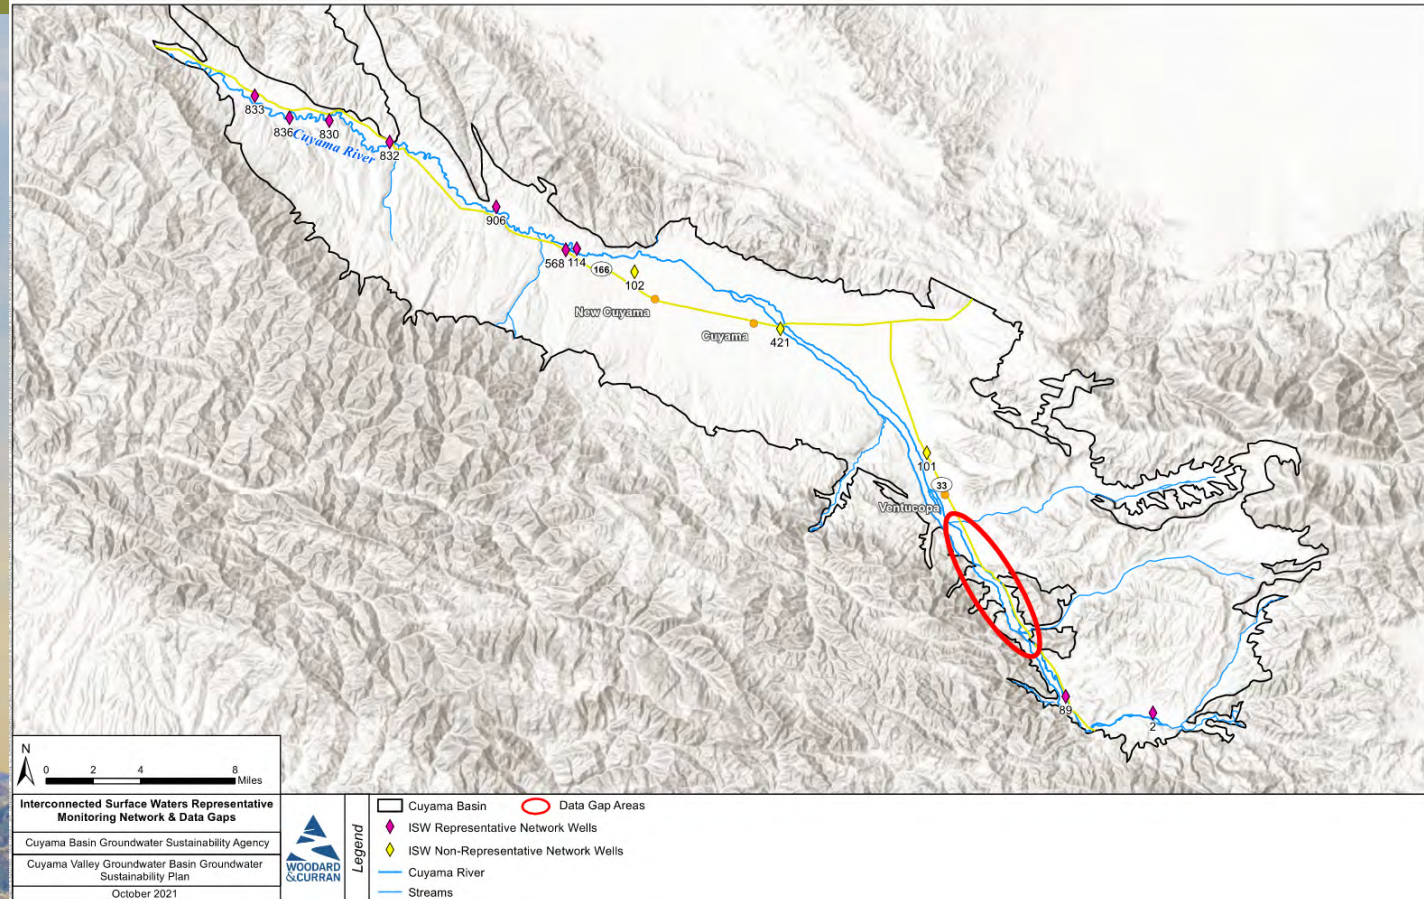 833
836
830
Cuyama River
832
906
568
114
166
102
New Cuyama
Cuyama
421
101
33
Ventucopa
89
2
N
0 2 4 8
Miles
Interconnected Surface Waters Representative
Monitoring Network & Data Gaps
Cuyama Basin Groundwater Sustainability Agency
Cuyama Valley Groundwater Basin Groundwater
Sustainability Plan
October 2021
WOODARD
&CURRAN
Legend
Cuyama Basin
Data Gap Areas
ISW Representative Network Wells
ISW Non-Representative Network Wells
Cuyama River
Streams